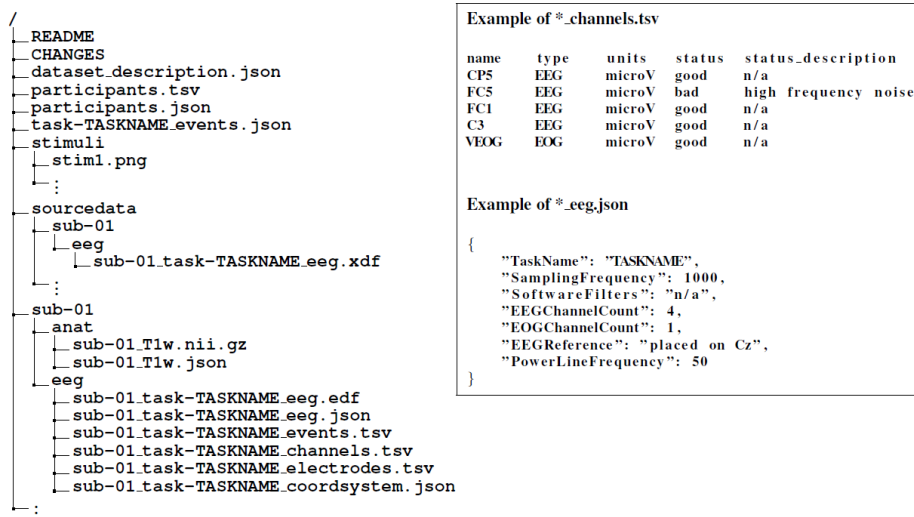 /
README
CHANGES
dataset_description.json
participants.tsv
participants.json
task-TASKNAME_events.json
stimuli
stim1.png
:
sourcedata
sub-01
eeg
sub-01_task-TASKNAME_eeg.xdf
:
sub-01
anat
sub-01_T1w.nii.gz
sub-01_T1w.json
eeg
sub-01_task-TASKNAME_eeg.edf
sub-01_task-TASKNAME_eeg.json
sub-01_task-TASKNAME_events.tsv
sub-01_task-TASKNAME_channels.tsv
sub-01_task-TASKNAME_electrodes.tsv
sub-01_task-TASKNAME_coordsystem.json
:
Example of *_channels.tsv
name type units status status_description
CP5 EEG microV good n/a
FC5 EEG microV bad high frequency noise
FC1 EEG microV good n/a
C3 EEG microV good n/a
VEOG EOG microV good n/a
Example of *_eeg.json
{
"TaskName": "TASKNAME",
"SamplingFrequency": 1000,
"SoftwareFilters": "n/a",
"EEGChannelCount": 4,
"EOGChannelCount": 1,
"EEGReference": "placed on Cz",
"PowerLineFrequency": 50
}